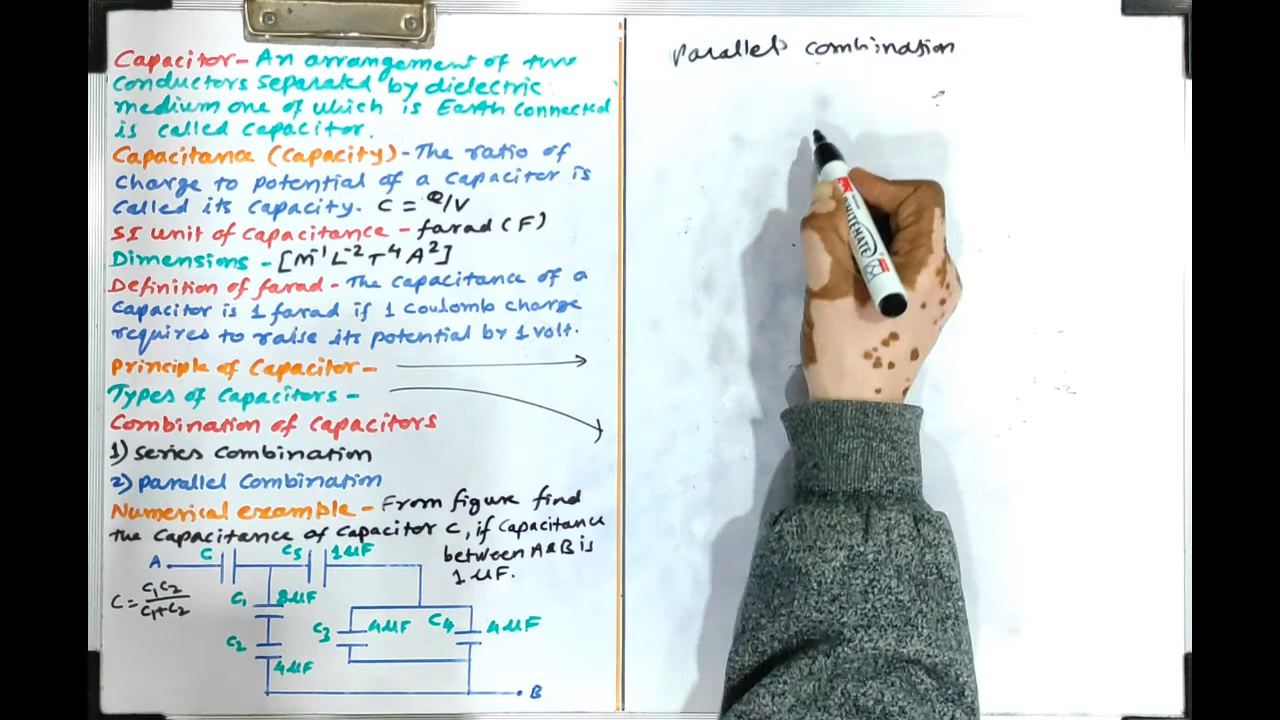 Capacitor - An arrangement of two
conductors separated by dielectric
medium one of which is Earth connected
is called capacitor.
Capacitance (capacity) - The ratio of
charge to potential of a capacitor is
called its capacity. C = Q/V
SI unit of capacitance - farad (F)
Dimensions - [M⁻¹ L⁻² T⁴ A²]
Definition of farad - The capacitance of a
capacitor is 1 farad if 1 coulomb charge
requires to raise its potential by 1 volt.
Principle of capacitor -
Types of capacitors -
Combination of capacitors
1) series combination
2) parallel combination
Numerical example - From figure find
the capacitance of capacitor C, if capacitance
between A & B is
1 μF.
A C C5 1μF
C = C1C2/C1+C2
C1 8μF
C2 4μF
C3 4μF C4 4μF
B
Parallel combination
WHITEMATE